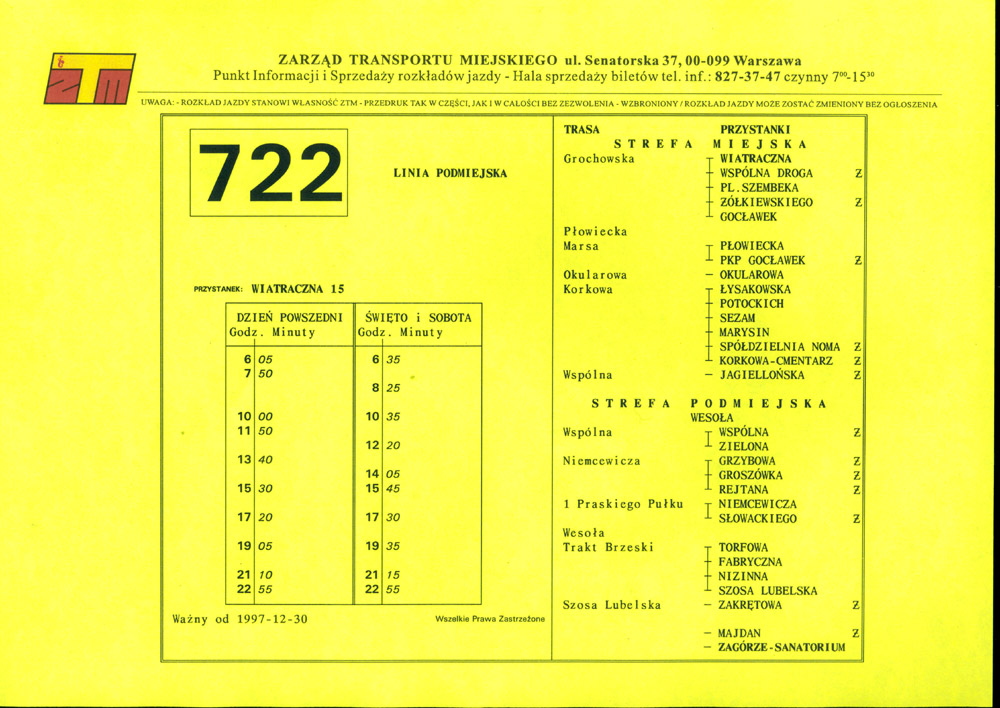 ZARZĄD TRANSPORTU MIEJSKIEGO ul. Senatorska 37, 00-099 Warszawa
Punkt Informacji i Sprzedaży rozkładów jazdy - Hala sprzedaży biletów tel. inf.: 827-37-47 czynny 7⁰⁰-15³⁰
ZTM
UWAGA: - ROZKŁAD JAZDY STANOWI WŁASNOŚĆ ZTM - PRZEDRUK TAK W CZĘŚCI, JAK I W CAŁOŚCI BEZ ZEZWOLENIA - WZBRONIONY / ROZKŁAD JAZDY MOŻE ZOSTAĆ ZMIENIONY BEZ OGŁOSZENIA
722
LINIA PODMIEJSKA
PRZYSTANEK: WIATRACZNA 15
DZIEŃ POWSZEDNI ŚWIĘTO i SOBOTA
Godz. Minuty Godz. Minuty
6 05 6 35
7 50
8 25
10 00 10 35
11 50
12 20
13 40
14 05
15 30 15 45
17 20 17 30
19 05 19 35
21 10 21 15
22 55 22 55
Ważny od 1997-12-30 Wszelkie Prawa Zastrzeżone
TRASA PRZYSTANKI
STREFA MIEJSKA
Grochowska WIATRACZNA
WSPÓLNA DROGA Ż
PL.SZEMBEKA
ŻÓŁKIEWSKIEGO Ż
GOCŁAWEK
Płowiecka
Marsa PŁOWIECKA
PKP GOCŁAWEK Ż
Okularowa OKULAROWA
Korkowa ŁYSAKOWSKA
POTOCKICH
SEZAM
MARYSIN
SPÓŁDZIELNIA NOMA Ż
KORKOWA-CMENTARZ Ż
Wspólna JAGIELLOŃSKA Ż
STREFA PODMIEJSKA
WESOŁA
Wspólna WSPÓLNA Ż
ZIELONA
Niemcewicza GRZYBOWA Ż
GROSZÓWKA Ż
REJTANA Ż
1 Praskiego Pułku NIEMCEWICZA
SŁOWACKIEGO Ż
Wesoła
Trakt Brzeski TORFOWA
FABRYCZNA
NIZINNA
SZOSA LUBELSKA
Szosa Lubelska ZAKRĘTOWA Ż
MAJDAN Ż
ZAGÓRZE-SANATORIUM